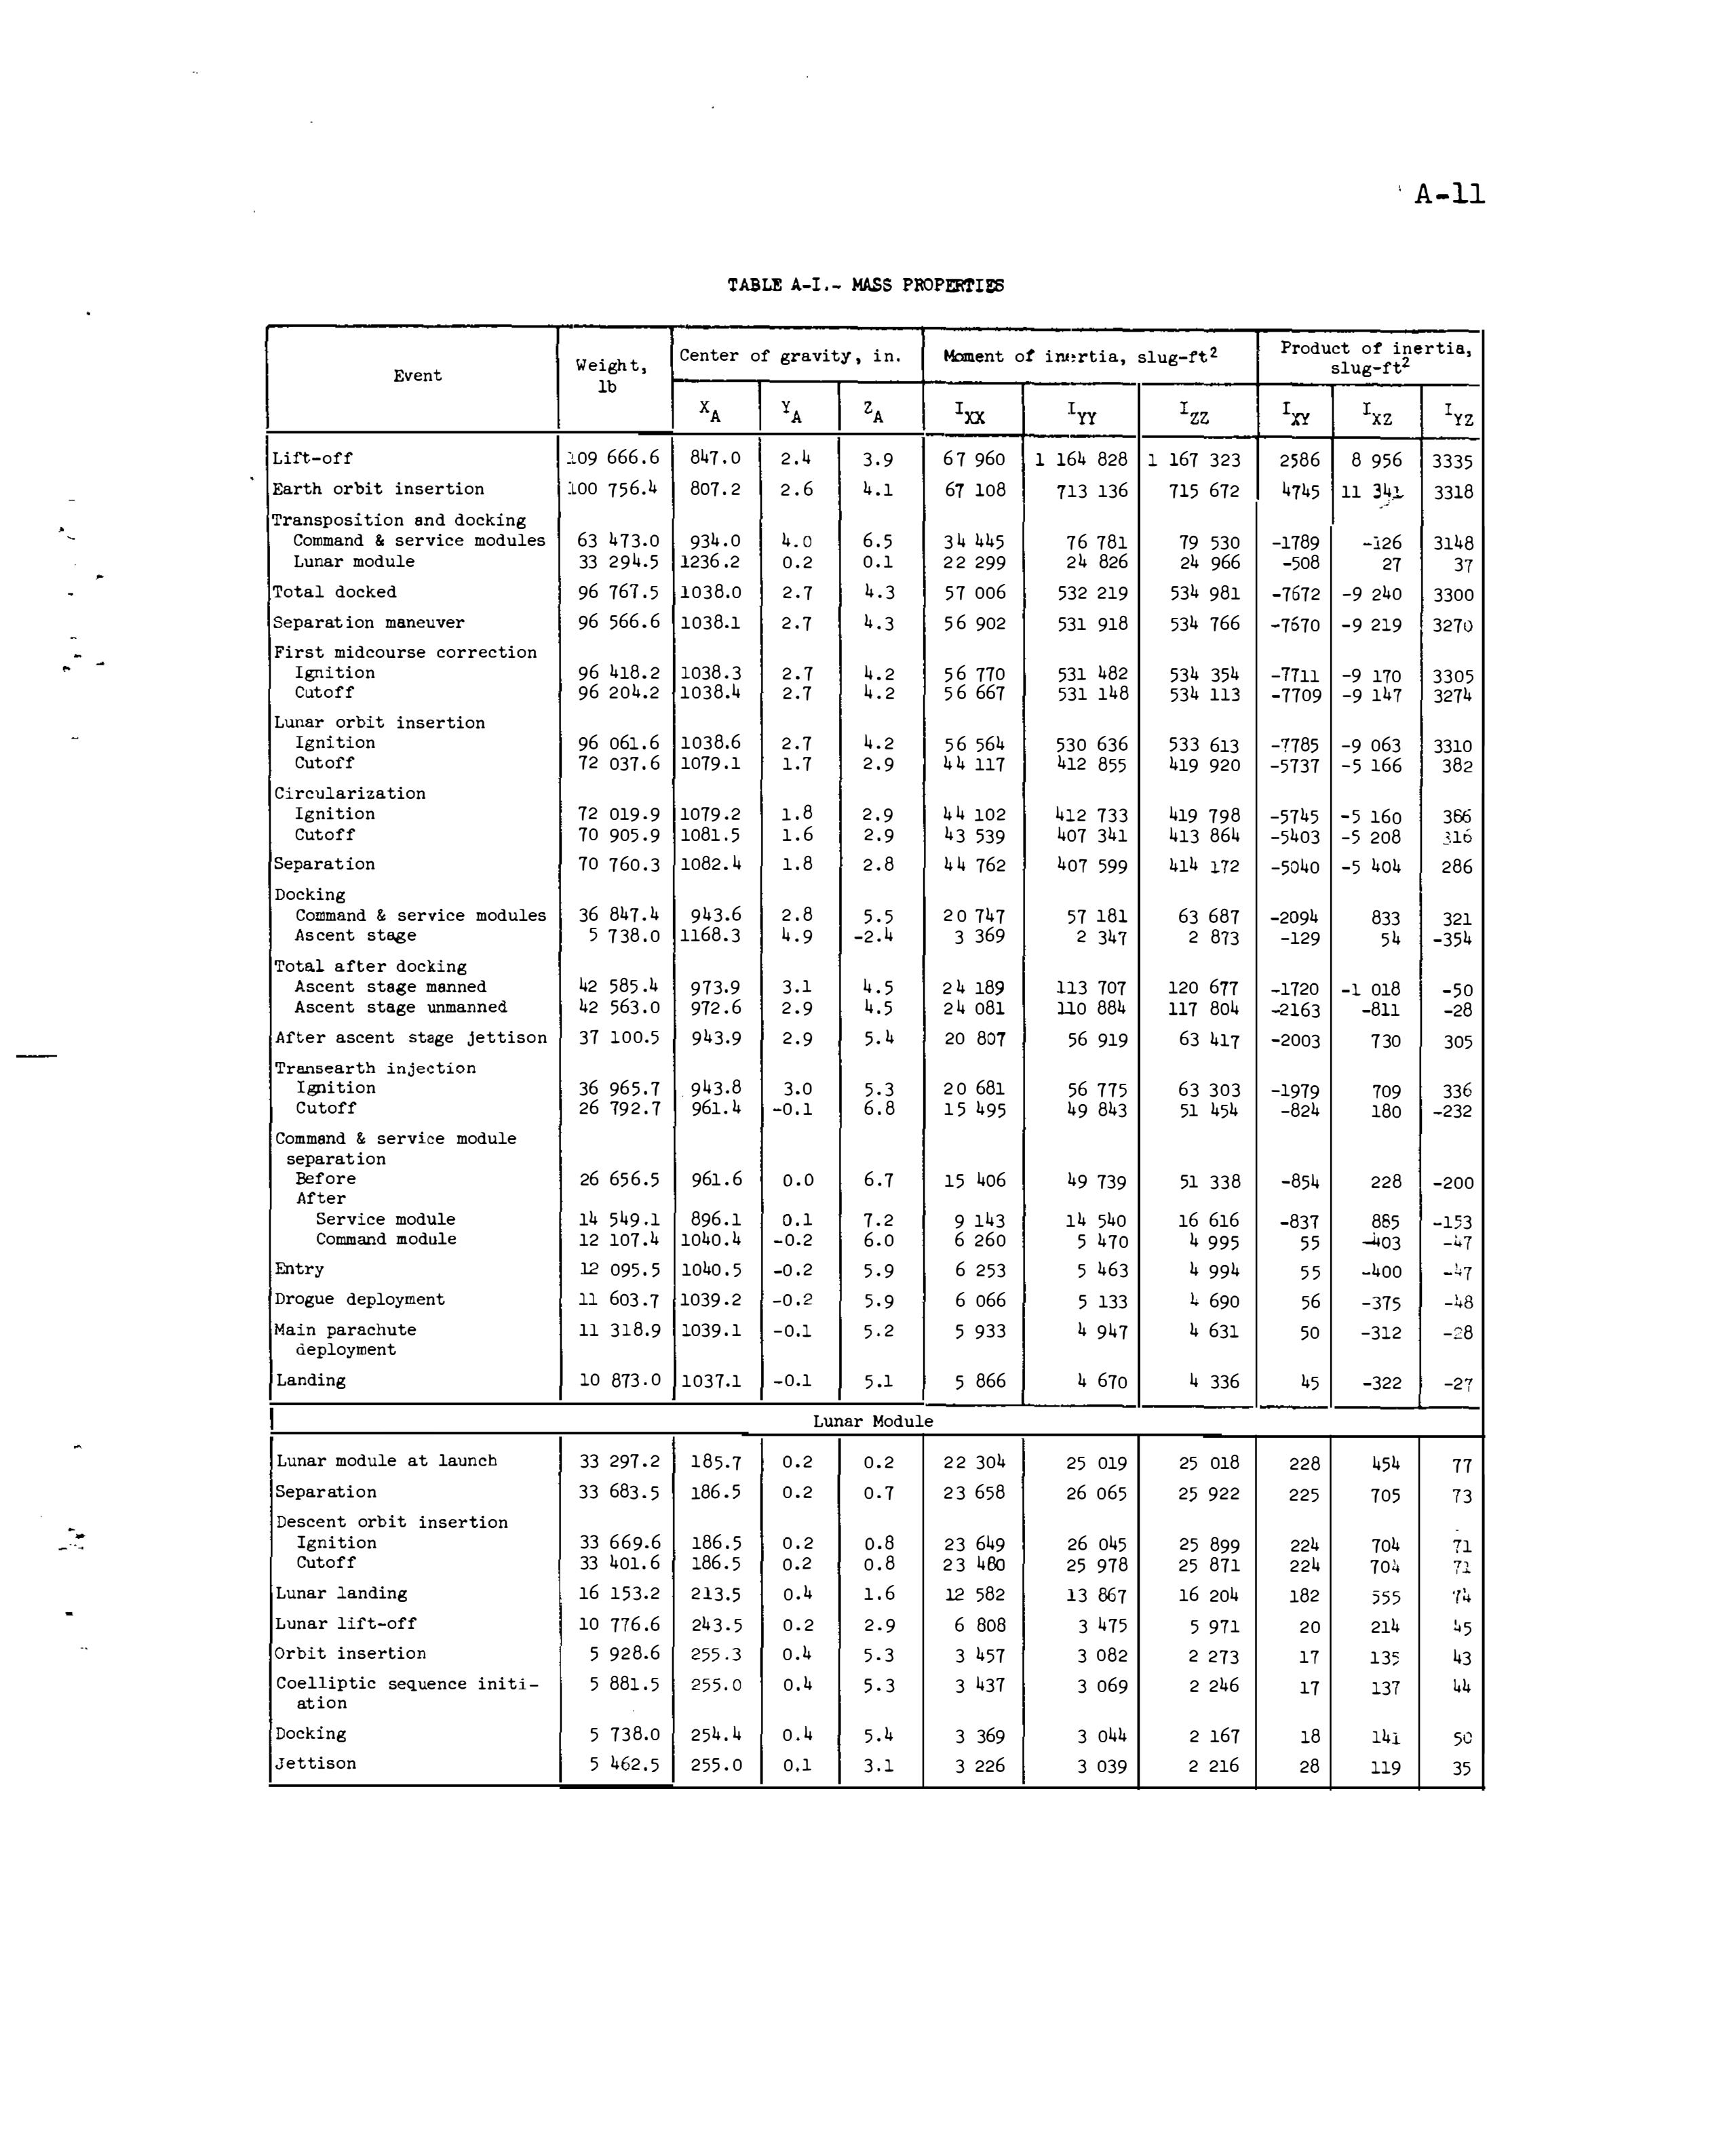 A-11
TABLE A-I.- MASS PROPERTIES
Event Weight, lb Center of gravity, in. Moment of inertia, slug-ft² Product of inertia, slug-ft²
X_A Y_A Z_A I_XX I_YY I_ZZ I_XY I_XZ I_YZ
Lift-off 109 666.6 847.0 2.4 3.9 67 960 1 164 828 1 167 323 2586 8 956 3335
Earth orbit insertion 100 756.4 807.2 2.6 4.1 67 108 713 136 715 672 4745 11 341 3318
Transposition and docking
Command & service modules 63 473.0 934.0 4.0 6.5 34 445 76 781 79 530 -1789 -126 3148
Lunar module 33 294.5 1236.2 0.2 0.1 22 299 24 826 24 966 -508 27 37
Total docked 96 767.5 1038.0 2.7 4.3 57 006 532 219 534 981 -7672 -9 240 3300
Separation maneuver 96 566.6 1038.1 2.7 4.3 56 902 531 918 534 766 -7670 -9 219 3270
First midcourse correction
Ignition 96 418.2 1038.3 2.7 4.2 56 770 531 482 534 354 -7711 -9 170 3305
Cutoff 96 204.2 1038.4 2.7 4.2 56 667 531 148 534 113 -7709 -9 147 3274
Lunar orbit insertion
Ignition 96 061.6 1038.6 2.7 4.2 56 564 530 636 533 613 -7785 -9 063 3310
Cutoff 72 037.6 1079.1 1.7 2.9 44 117 412 855 419 920 -5737 -5 166 382
Circularization
Ignition 72 019.9 1079.2 1.8 2.9 44 102 412 733 419 798 -5745 -5 160 366
Cutoff 70 905.9 1081.5 1.6 2.9 43 539 407 341 413 864 -5403 -5 208 316
Separation 70 760.3 1082.4 1.8 2.8 44 762 407 599 414 172 -5040 -5 404 286
Docking
Command & service modules 36 847.4 943.6 2.8 5.5 20 747 57 181 63 687 -2094 833 321
Ascent stage 5 738.0 1168.3 4.9 -2.4 3 369 2 347 2 873 -129 54 -354
Total after docking
Ascent stage manned 42 585.4 973.9 3.1 4.5 24 189 113 707 120 677 -1720 -1 018 -50
Ascent stage unmanned 42 563.0 972.6 2.9 4.5 24 081 110 884 117 804 -2163 -811 -28
After ascent stage jettison 37 100.5 943.9 2.9 5.4 20 807 56 919 63 417 -2003 730 305
Transearth injection
Ignition 36 965.7 943.8 3.0 5.3 20 681 56 775 63 303 -1979 709 336
Cutoff 26 792.7 961.4 -0.1 6.8 15 495 49 843 51 454 -824 180 -232
Command & service module
separation
Before 26 656.5 961.6 0.0 6.7 15 406 49 739 51 338 -854 228 -200
After
Service module 14 549.1 896.1 0.1 7.2 9 143 14 540 16 616 -837 885 -153
Command module 12 107.4 1040.4 -0.2 6.0 6 260 5 470 4 995 55 -403 -47
Entry 12 095.5 1040.5 -0.2 5.9 6 253 5 463 4 994 55 -400 -47
Drogue deployment 11 603.7 1039.2 -0.2 5.9 6 066 5 133 4 690 56 -375 -48
Main parachute 11 318.9 1039.1 -0.1 5.2 5 933 4 947 4 631 50 -312 -28
deployment
Landing 10 873.0 1037.1 -0.1 5.1 5 866 4 670 4 336 45 -322 -27
Lunar Module
Lunar module at launch 33 297.2 185.7 0.2 0.2 22 304 25 019 25 018 228 454 77
Separation 33 683.5 186.5 0.2 0.7 23 658 26 065 25 922 225 705 73
Descent orbit insertion
Ignition 33 669.6 186.5 0.2 0.8 23 649 26 045 25 899 224 704 71
Cutoff 33 401.6 186.5 0.2 0.8 23 480 25 978 25 871 224 704 71
Lunar landing 16 153.2 213.5 0.4 1.6 12 582 13 867 16 204 182 555 74
Lunar lift-off 10 776.6 243.5 0.2 2.9 6 808 3 475 5 971 20 214 45
Orbit insertion 5 928.6 255.3 0.4 5.3 3 457 3 082 2 273 17 135 43
Coelliptic sequence initi- 5 881.5 255.0 0.4 5.3 3 437 3 069 2 246 17 137 44
ation
Docking 5 738.0 254.4 0.4 5.4 3 369 3 044 2 167 18 141 50
Jettison 5 462.5 255.0 0.1 3.1 3 226 3 039 2 216 28 119 35